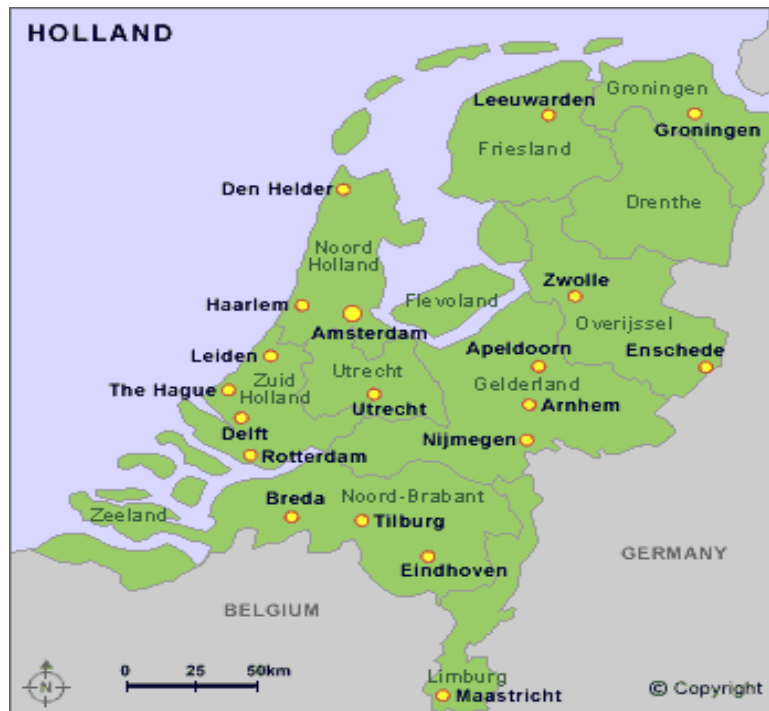 HOLLAND
Groningen
Leeuwarden
Groningen
Friesland
Den Helder
Drenthe
Noord
Holland
Zwolle
Haarlem
Flevoland
Overijssel
Amsterdam
Leiden
Apeldoorn
Enschede
Utrecht
Zuid
Holland
Gelderland
The Hague
Utrecht
Arnhem
Delft
Nijmegen
Rotterdam
Breda
Noord-Brabant
Zeeland
Tilburg
Eindhoven
GERMANY
BELGIUM
0 25 50km
Limburg
N
Maastricht
© Copyright